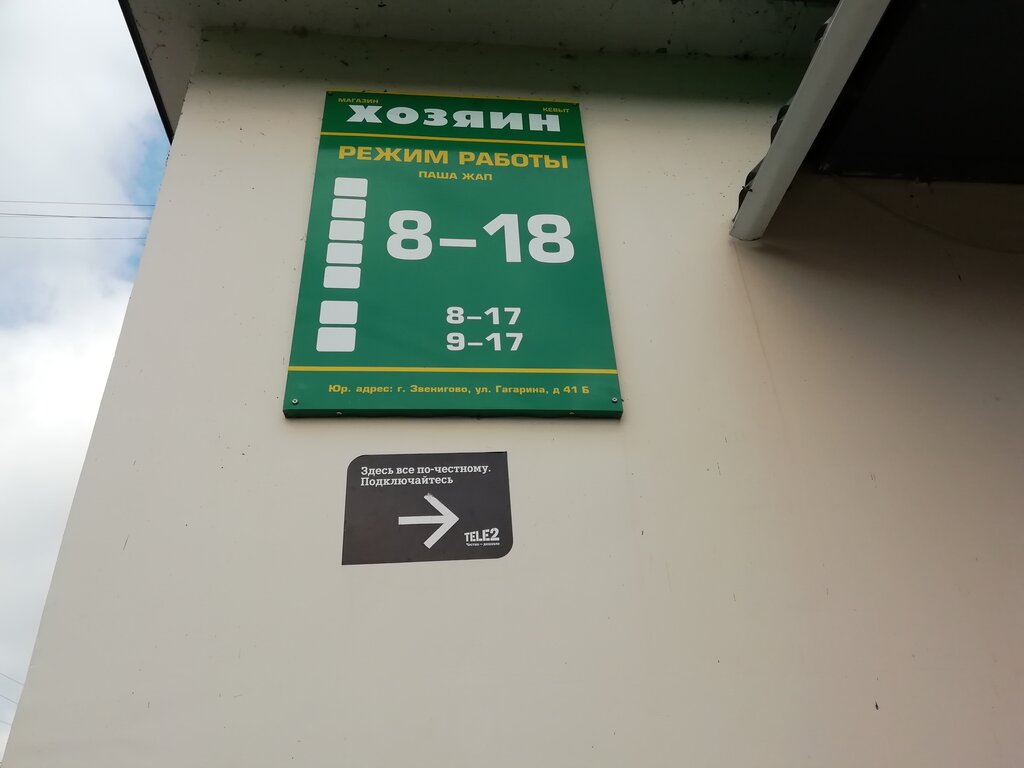 МАГАЗИН КЕВЫТ
ХОЗЯИН
РЕЖИМ РАБОТЫ
ПАША ЖАП
8–18
8–17
9–17
Юр. адрес: г. Звенигово, ул. Гагарина, д 41 Б
Здесь все по-честному.
Подключайтесь
TELE2